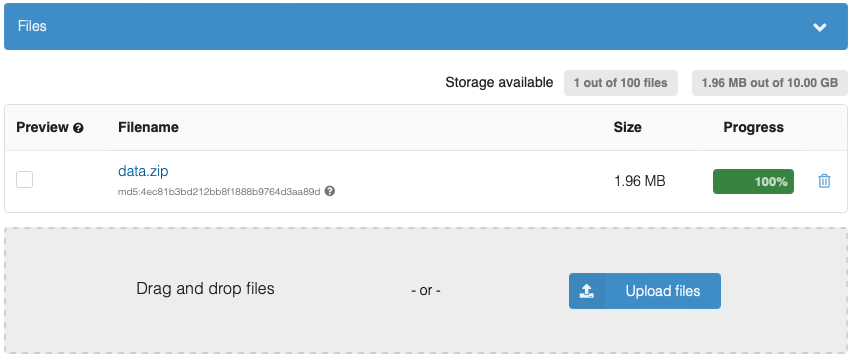 Files
Storage available 1 out of 100 files 1.96 MB out of 10.00 GB
Preview Filename Size Progress
data.zip 1.96 MB 100%
md5:4ec81b3bd212bb8f1888b9764d3aa89d
Drag and drop files - or - Upload files